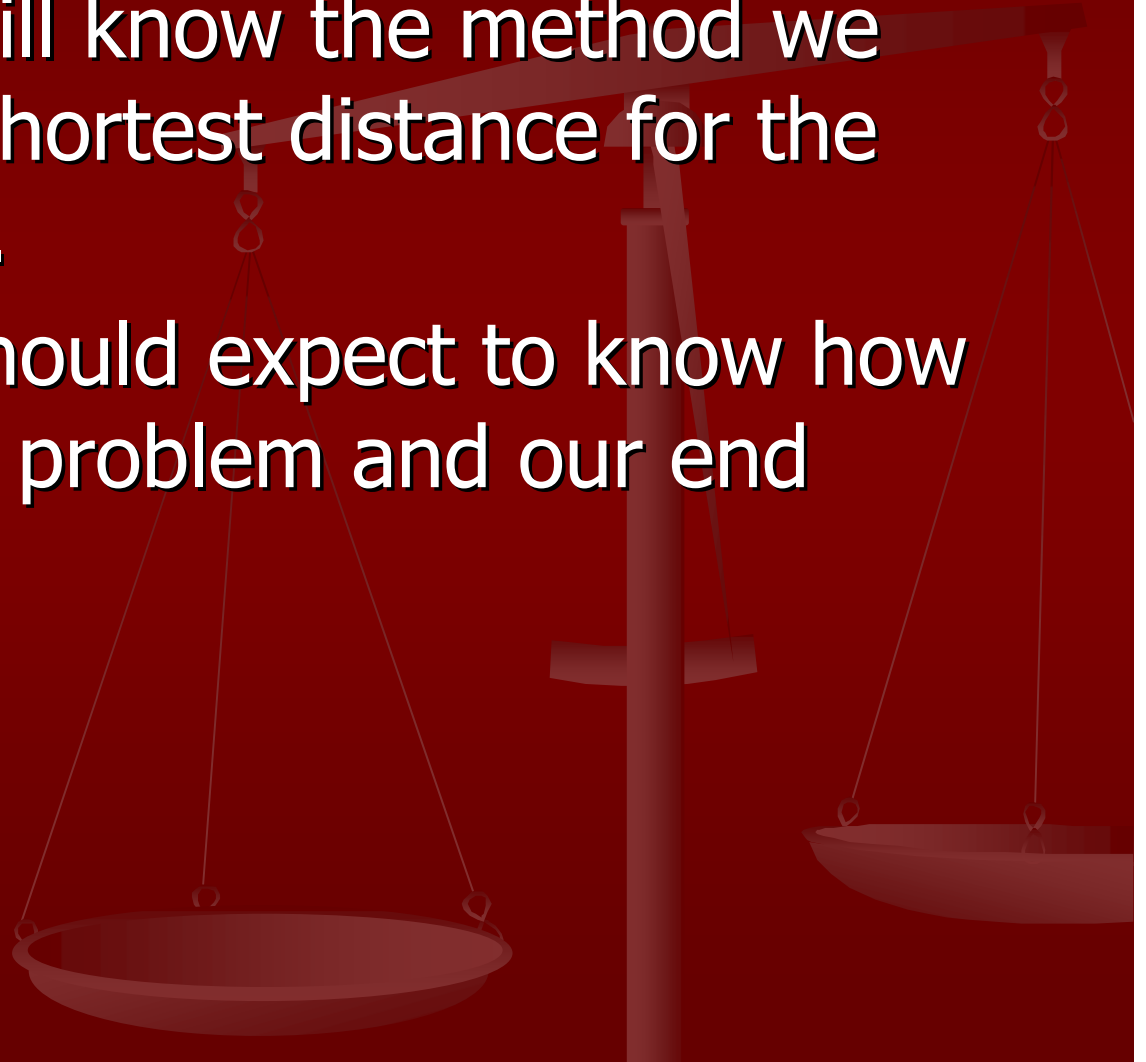 ill know the method we
hortest distance for the
.
hould expect to know how
problem and our end